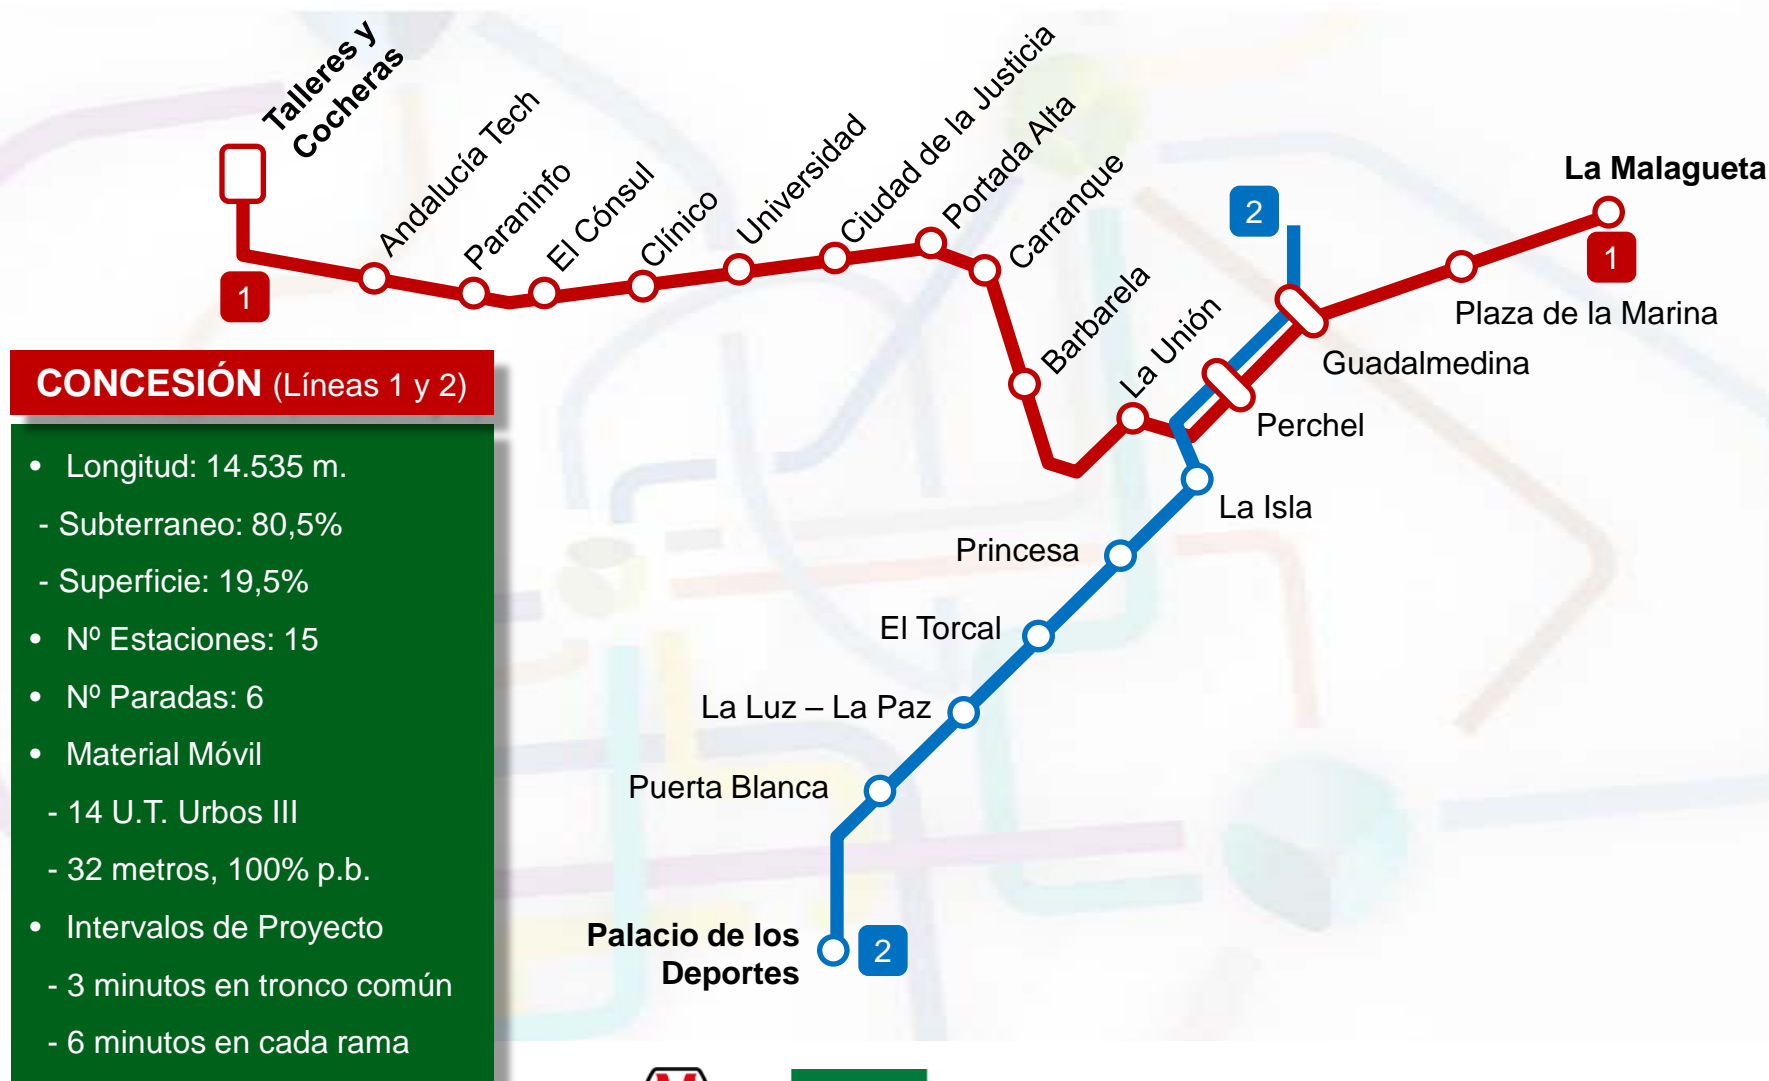 Talleres y
Cocheras
Andalucía Tech
Paraninfo
El Cónsul
Clínico
Universidad
Ciudad de la Justicia
Portada Alta
Carranque
Barbarela
La Unión
2
La Malagueta
1
1
Plaza de la Marina
Guadalmedina
Perchel
La Isla
Princesa
El Torcal
La Luz – La Paz
Puerta Blanca
Palacio de los
Deportes
2
CONCESIÓN (Líneas 1 y 2)
• Longitud: 14.535 m.
- Subterraneo: 80,5%
- Superficie: 19,5%
• Nº Estaciones: 15
• Nº Paradas: 6
• Material Móvil
- 14 U.T. Urbos III
- 32 metros, 100% p.b.
• Intervalos de Proyecto
- 3 minutos en tronco común
- 6 minutos en cada rama